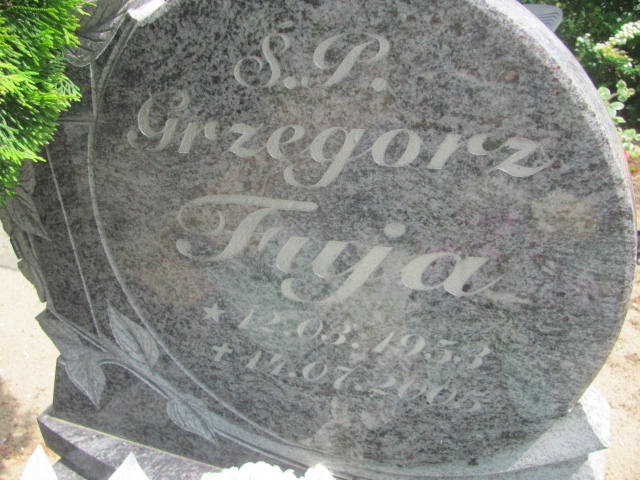 Ś.P.
Grzegorz
Fuja
* 12.03.1953
+ 14.07.2005